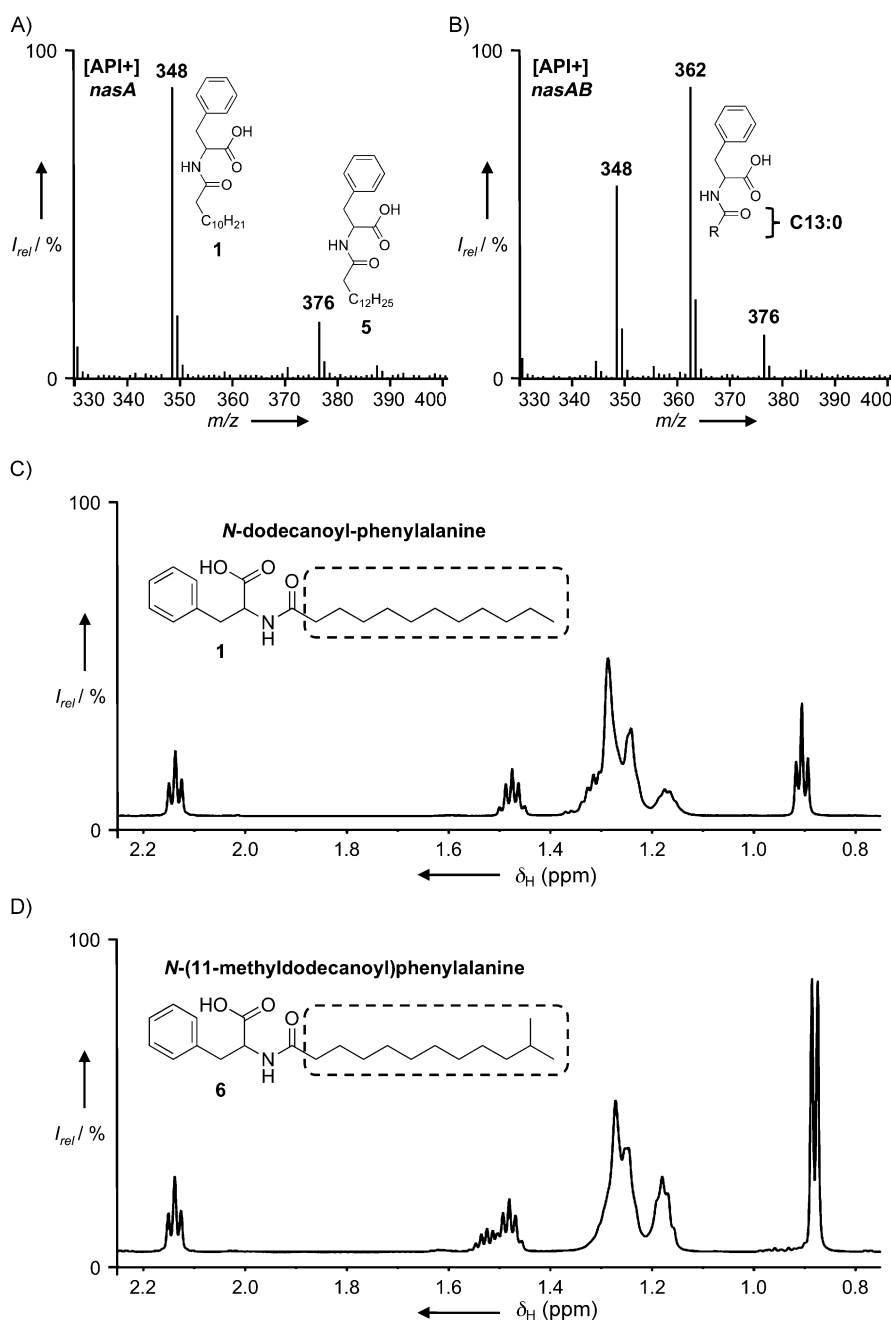 A)
100
[API+]
nasA
348
OH
O
HN
O
C10H21
1
OH
O
HN
O
C12H25
5
376
Irel / %
0
330 340 350 360 370 380 390 400
m/z
B)
100
[API+]
nasAB
362
348
OH
O
HN
O
R
C13:0
376
Irel / %
0
330 340 350 360 370 380 390 400
m/z
C)
100
N-dodecanoyl-phenylalanine
HO O O
N
H
1
Irel / %
0
2.2 2.0 1.8 1.6 1.4 1.2 1.0 0.8
δH (ppm)
D)
100
N-(11-methyldodecanoyl)phenylalanine
HO O O
N
H
6
Irel / %
0
2.2 2.0 1.8 1.6 1.4 1.2 1.0 0.8
δH (ppm)